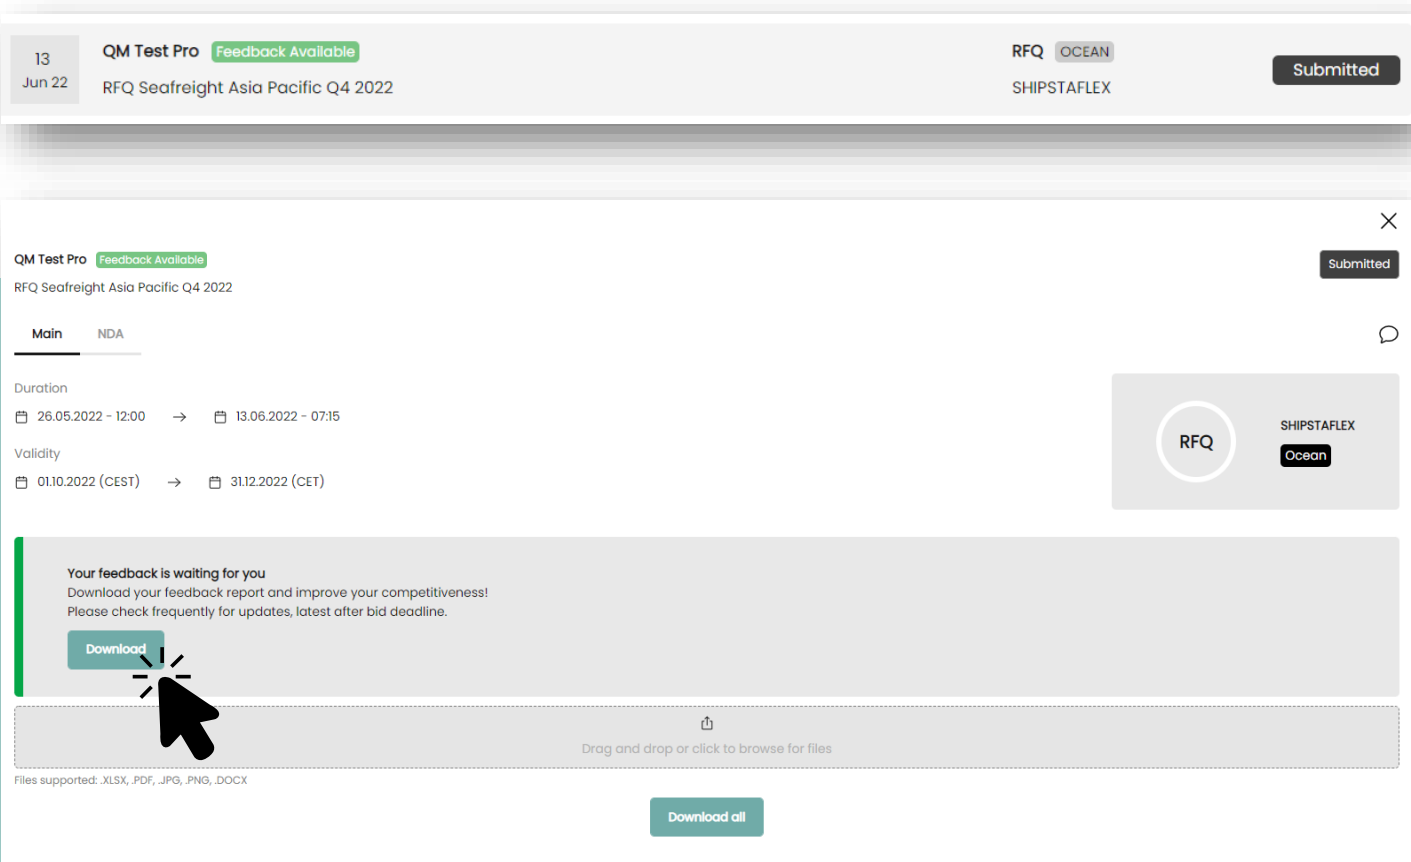 13
Jun 22
QM Test Pro Feedback Available
RFQ Seafreight Asia Pacific Q4 2022
RFQ OCEAN
SHIPSTAFLEX
Submitted
QM Test Pro Feedback Available
RFQ Seafreight Asia Pacific Q4 2022
Submitted
Main NDA
Duration
26.05.2022 - 12:00 → 13.06.2022 - 07:15
Validity
01.10.2022 (CEST) → 31.12.2022 (CET)
RFQ
SHIPSTAFLEX
Ocean
Your feedback is waiting for you
Download your feedback report and improve your competitiveness!
Please check frequently for updates, latest after bid deadline.
Download
Drag and drop or click to browse for files
Files supported: .XLSX, .PDF, .JPG, .PNG, .DOCX
Download all